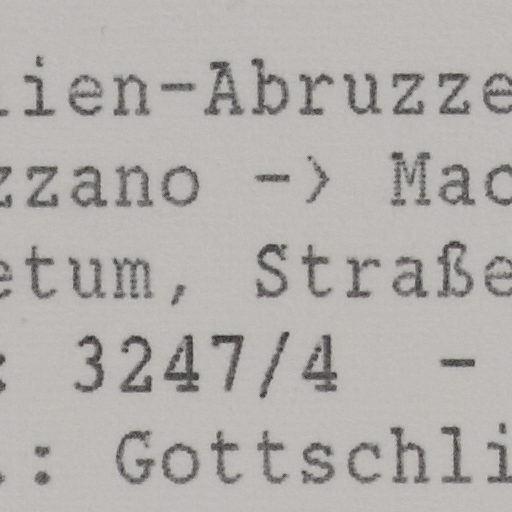 lien-Abruzze
zzano -> Mac
etum, Straße
: 3247/4 -
.: Gottschli